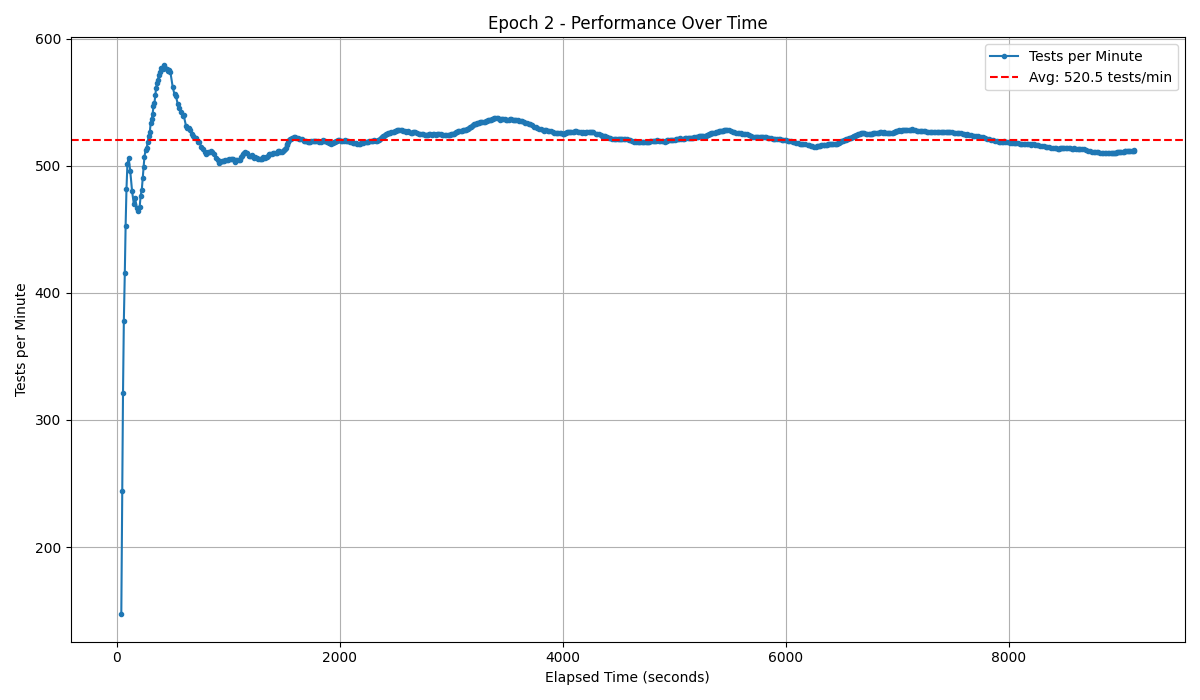 Epoch 2 - Performance Over Time
Tests per Minute
Avg: 520.5 tests/min
600
500
400
300
200
Tests per Minute
0 2000 4000 6000 8000
Elapsed Time (seconds)